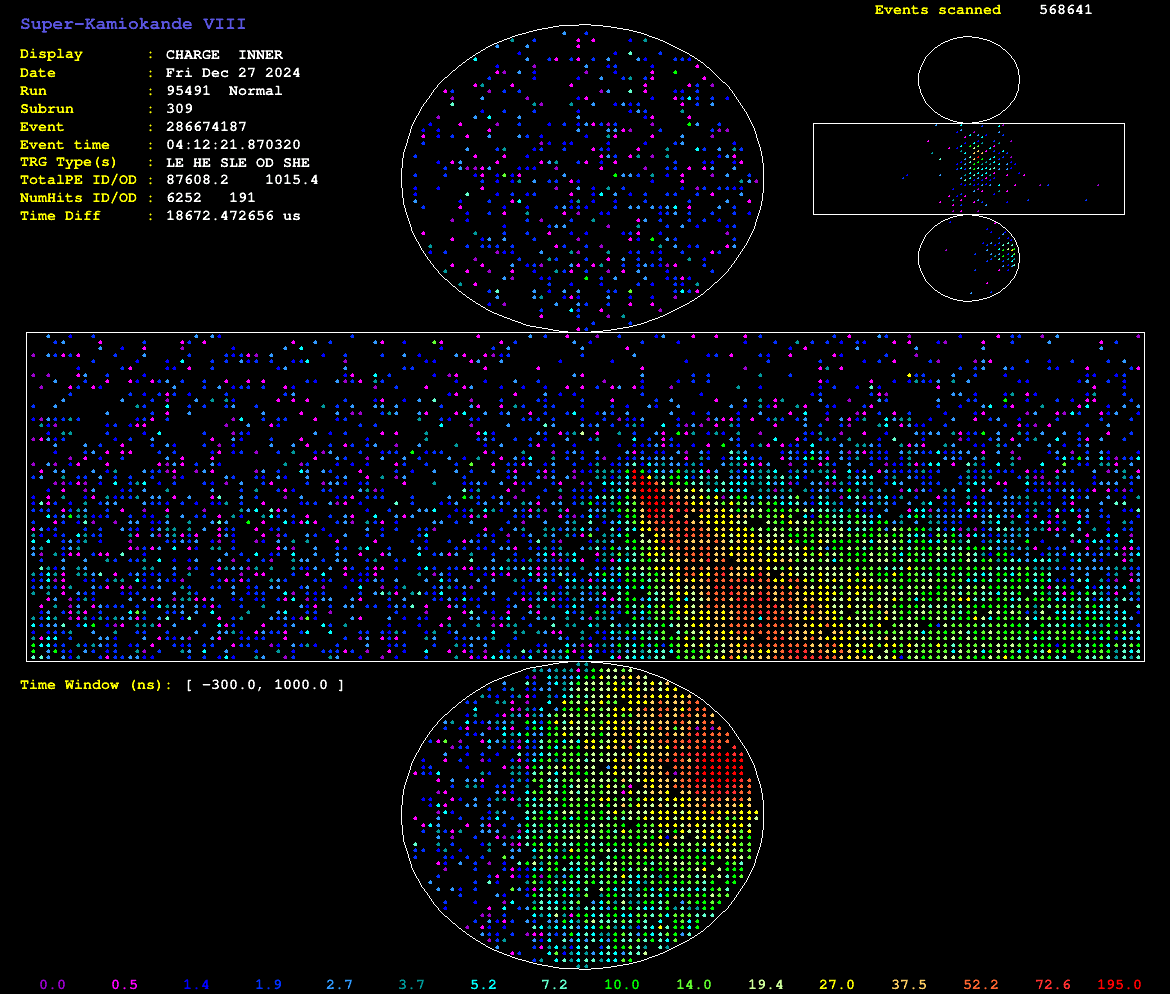 Super-Kamiokande VIII
Events scanned 568641
Display : CHARGE INNER
Date : Fri Dec 27 2024
Run : 95491 Normal
Subrun : 309
Event : 286674187
Event time : 04:12:21.870320
TRG Type(s) : LE HE SLE OD SHE
TotalPE ID/OD : 87608.2 1015.4
NumHits ID/OD : 6252 191
Time Diff : 18672.472656 us
Time Window (ns): [ -300.0, 1000.0 ]
0.0 0.5 1.4 1.9 2.7 3.7 5.2 7.2 10.0 14.0 19.4 27.0 37.5 52.2 72.6 195.0